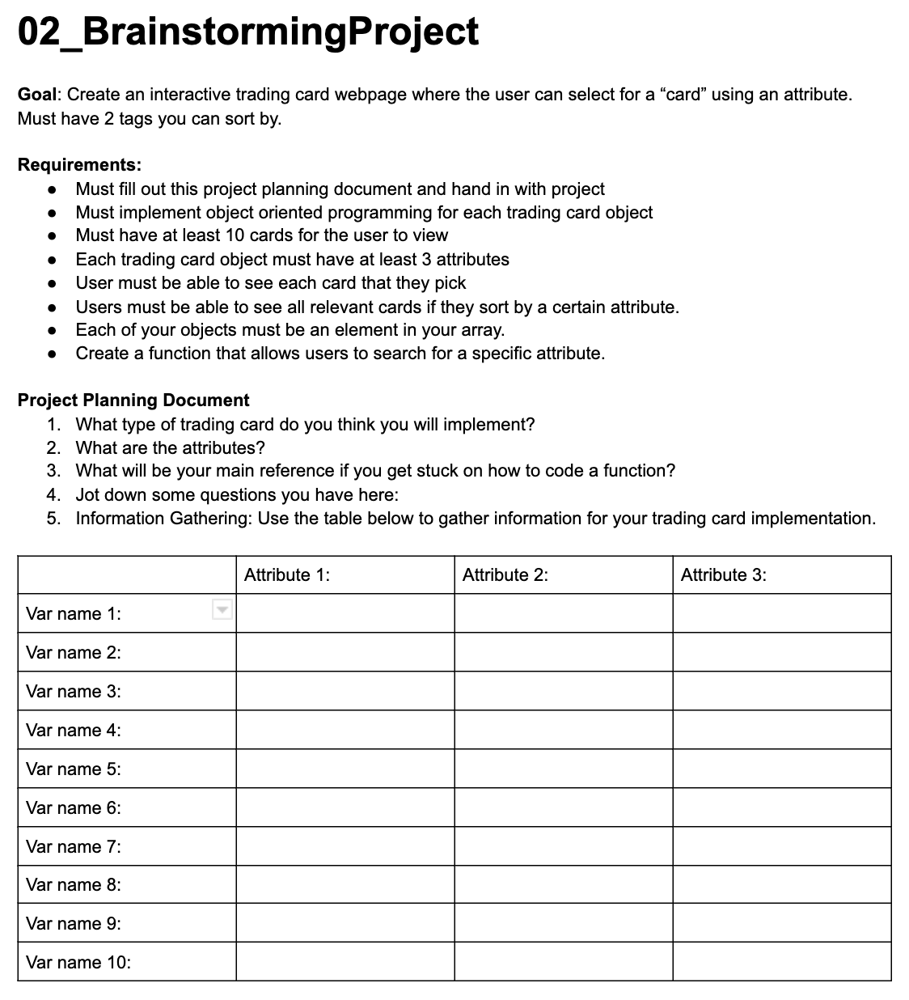 02_BrainstormingProject
Goal: Create an interactive trading card webpage where the user can select for a “card” using an attribute.
Must have 2 tags you can sort by.
Requirements:
● Must fill out this project planning document and hand in with project
● Must implement object oriented programming for each trading card object
● Must have at least 10 cards for the user to view
● Each trading card object must have at least 3 attributes
● User must be able to see each card that they pick
● Users must be able to see all relevant cards if they sort by a certain attribute.
● Each of your objects must be an element in your array.
● Create a function that allows users to search for a specific attribute.
Project Planning Document
1. What type of trading card do you think you will implement?
2. What are the attributes?
3. What will be your main reference if you get stuck on how to code a function?
4. Jot down some questions you have here:
5. Information Gathering: Use the table below to gather information for your trading card implementation.
Attribute 1: Attribute 2: Attribute 3:
Var name 1:
Var name 2:
Var name 3:
Var name 4:
Var name 5:
Var name 6:
Var name 7:
Var name 8:
Var name 9:
Var name 10: